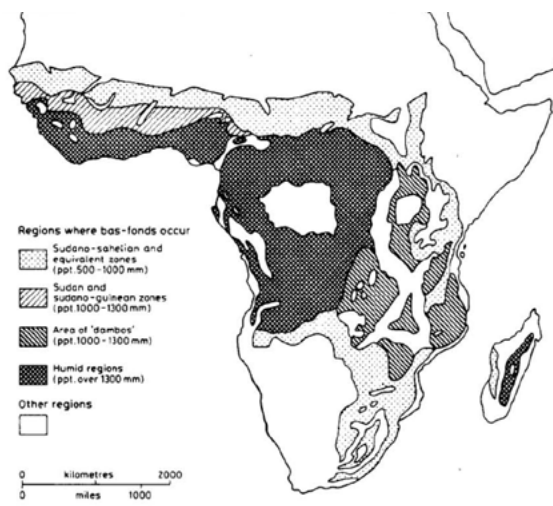 Regions where bas-fonds occur
Sudano-sahelian and
equivalent zones
(ppt. 500-1000 mm)
Sudan and
sudano-guinean zones
(ppt. 1000-1300 mm)
Area of 'dambos'
(ppt. 1000-1300 mm)
Humid regions
(ppt. over 1300 mm)
Other regions
0 kilometres 2000
0 miles 1000